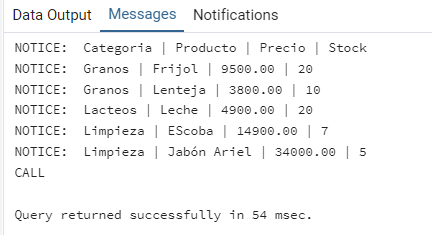 Data Output Messages Notifications
NOTICE:  Categoria | Producto | Precio | Stock
NOTICE:  Granos | Frijol | 9500.00 | 20
NOTICE:  Granos | Lenteja | 3800.00 | 10
NOTICE:  Lacteos | Leche | 4900.00 | 20
NOTICE:  Limpieza | EScoba | 14900.00 | 7
NOTICE:  Limpieza | Jabón Ariel | 34000.00 | 5
CALL
Query returned successfully in 54 msec.